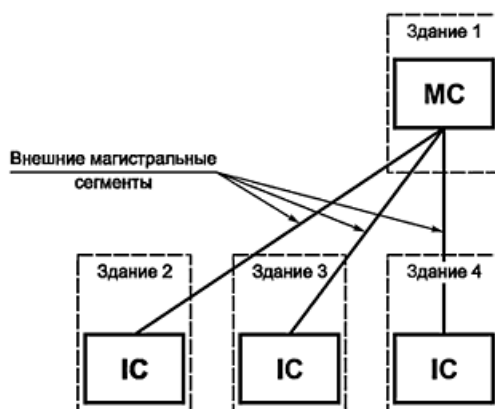 Здание 1
MC
Внешние магистральные
сегменты
Здание 2
Здание 3
Здание 4
IC
IC
IC